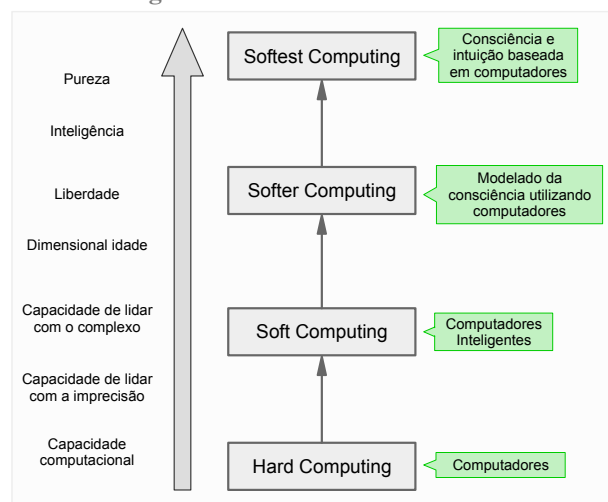 Softest Computing
Consciência e
intuição baseada
em computadores
Pureza
Inteligência
Liberdade
Softer Computing
Modelado da
consciência utilizando
computadores
Dimensional idade
Capacidade de lidar
com o complexo
Soft Computing
Computadores
Inteligentes
Capacidade de lidar
com a imprecisão
Capacidade
computacional
Hard Computing
Computadores